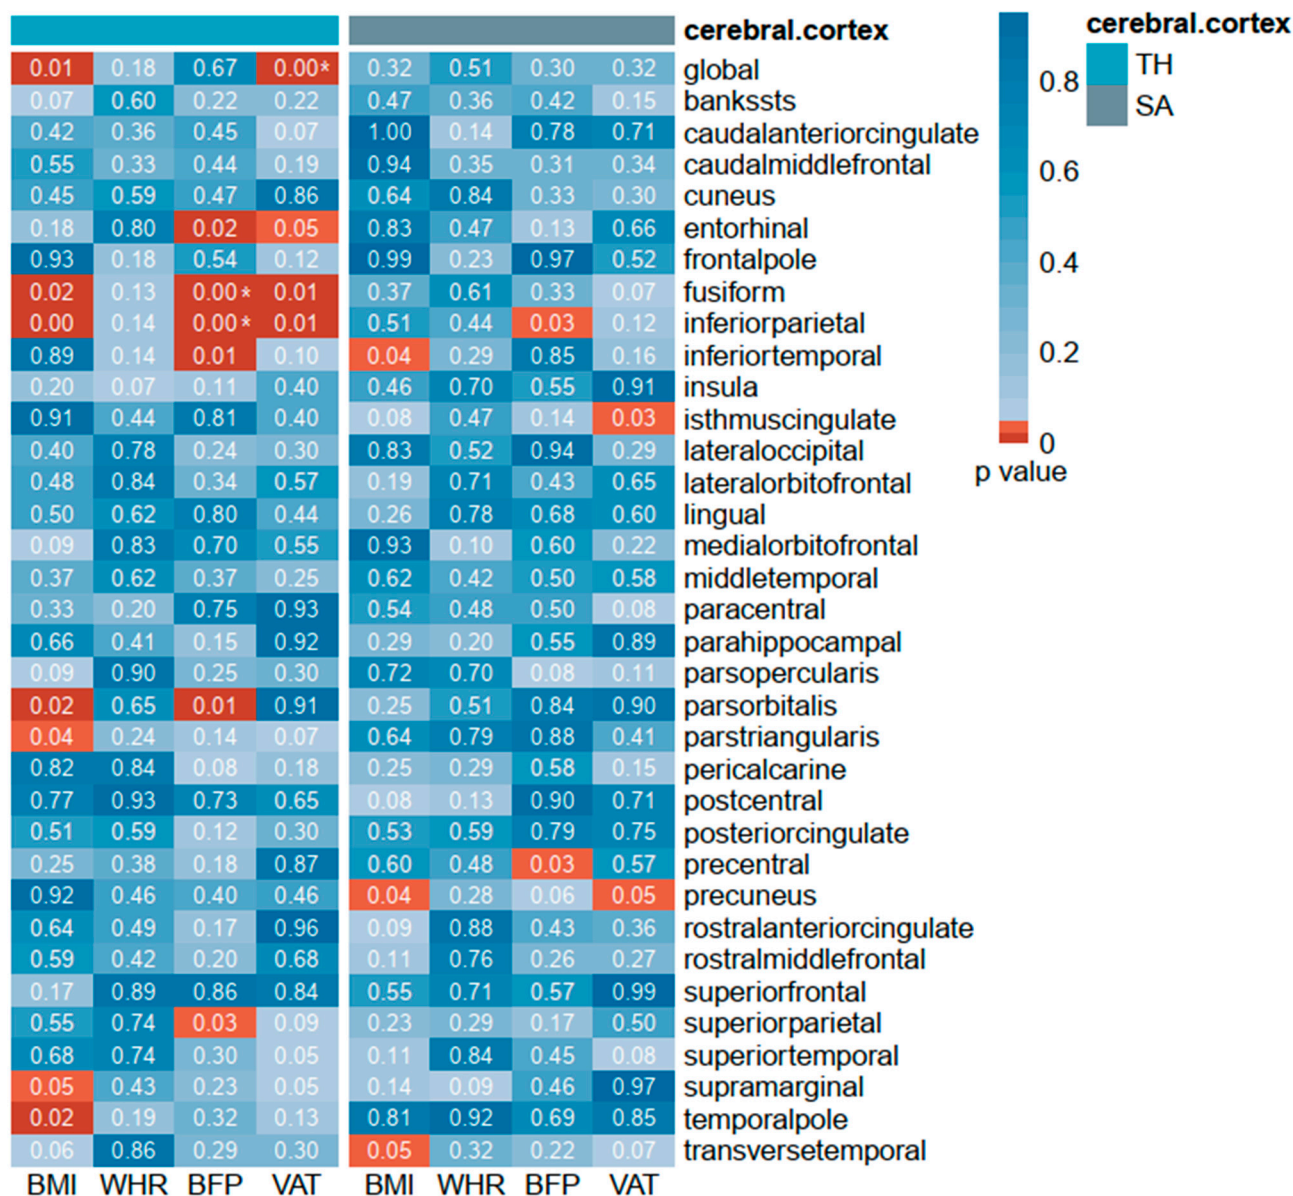 cerebral.cortex
0.01 0.18 0.67 0.00* 0.32 0.51 0.30 0.32 global
0.07 0.60 0.22 0.22 0.47 0.36 0.42 0.15 bankssts
0.42 0.36 0.45 0.07 1.00 0.14 0.78 0.71 caudalanteriorcingulate
0.55 0.33 0.44 0.19 0.94 0.35 0.31 0.34 caudalmiddlefrontal
0.45 0.59 0.47 0.86 0.64 0.84 0.33 0.30 cuneus
0.18 0.80 0.02 0.05 0.83 0.47 0.13 0.66 entorhinal
0.93 0.18 0.54 0.12 0.99 0.23 0.97 0.52 frontalpole
0.02 0.13 0.00* 0.01 0.37 0.61 0.33 0.07 fusiform
0.00 0.14 0.00* 0.01 0.51 0.44 0.03 0.12 inferiorparietal
0.89 0.14 0.01 0.10 0.04 0.29 0.85 0.16 inferiortemporal
0.20 0.07 0.11 0.40 0.46 0.70 0.55 0.91 insula
0.91 0.44 0.81 0.40 0.08 0.47 0.14 0.03 isthmuscingulate
0.40 0.78 0.24 0.30 0.83 0.52 0.94 0.29 lateraloccipital
0.48 0.84 0.34 0.57 0.19 0.71 0.43 0.65 lateralorbitofrontal
0.50 0.62 0.80 0.44 0.26 0.78 0.68 0.60 lingual
0.09 0.83 0.70 0.55 0.93 0.10 0.60 0.22 medialorbitofrontal
0.37 0.62 0.37 0.25 0.62 0.42 0.50 0.58 middletemporal
0.33 0.20 0.75 0.93 0.54 0.48 0.50 0.08 paracentral
0.66 0.41 0.15 0.92 0.29 0.20 0.55 0.89 parahippocampal
0.09 0.90 0.25 0.30 0.72 0.70 0.08 0.11 parsopercularis
0.02 0.65 0.01 0.91 0.25 0.51 0.84 0.90 parsorbitalis
0.04 0.24 0.14 0.07 0.64 0.79 0.88 0.41 parstriangularis
0.82 0.84 0.08 0.18 0.25 0.29 0.58 0.15 pericalcarine
0.77 0.93 0.73 0.65 0.08 0.13 0.90 0.71 postcentral
0.51 0.59 0.12 0.30 0.53 0.59 0.79 0.75 posteriorcingulate
0.25 0.38 0.18 0.87 0.60 0.48 0.03 0.57 precentral
0.92 0.46 0.40 0.46 0.04 0.28 0.06 0.05 precuneus
0.64 0.49 0.17 0.96 0.09 0.88 0.43 0.36 rostralanteriorcingulate
0.59 0.42 0.20 0.68 0.11 0.76 0.26 0.27 rostralmiddlefrontal
0.17 0.89 0.86 0.84 0.55 0.71 0.57 0.99 superiorfrontal
0.55 0.74 0.03 0.09 0.23 0.29 0.17 0.50 superiorparietal
0.68 0.74 0.30 0.05 0.11 0.84 0.45 0.08 superiortemporal
0.05 0.43 0.23 0.05 0.14 0.09 0.46 0.97 supramarginal
0.02 0.19 0.32 0.13 0.81 0.92 0.69 0.85 temporalpole
0.06 0.86 0.29 0.30 0.05 0.32 0.22 0.07 transversetemporal
BMI WHR BFP VAT BMI WHR BFP VAT
0.8
0.6
0.4
0.2
0
p value
cerebral.cortex
TH
SA